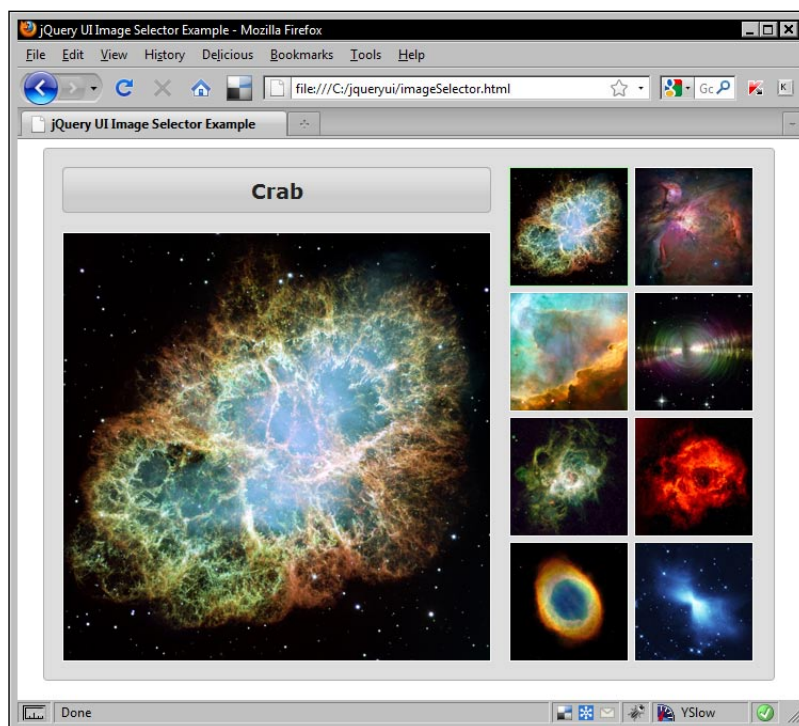 jQuery UI Image Selector Example - Mozilla Firefox
File Edit View History Delicious Bookmarks Tools Help
file:///C:/jqueryui/imageSelector.html Gc K
jQuery UI Image Selector Example
Crab
Done YSlow